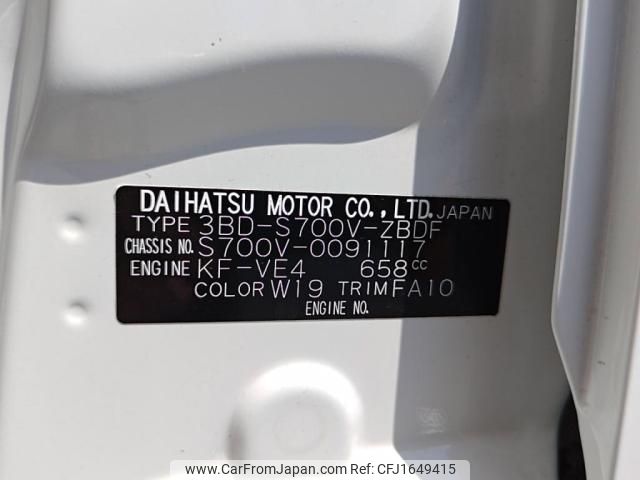 DAIHATSU MOTOR CO., LTD. JAPAN
TYPE 3BD-S700V-ZBDF
CHASSIS NO. S700V-0091117
ENGINE KF-VE4 658cc
COLOR W19 TRIM FA10
ENGINE NO.
www.CarFromJapan.com Ref No: CFJ1649415